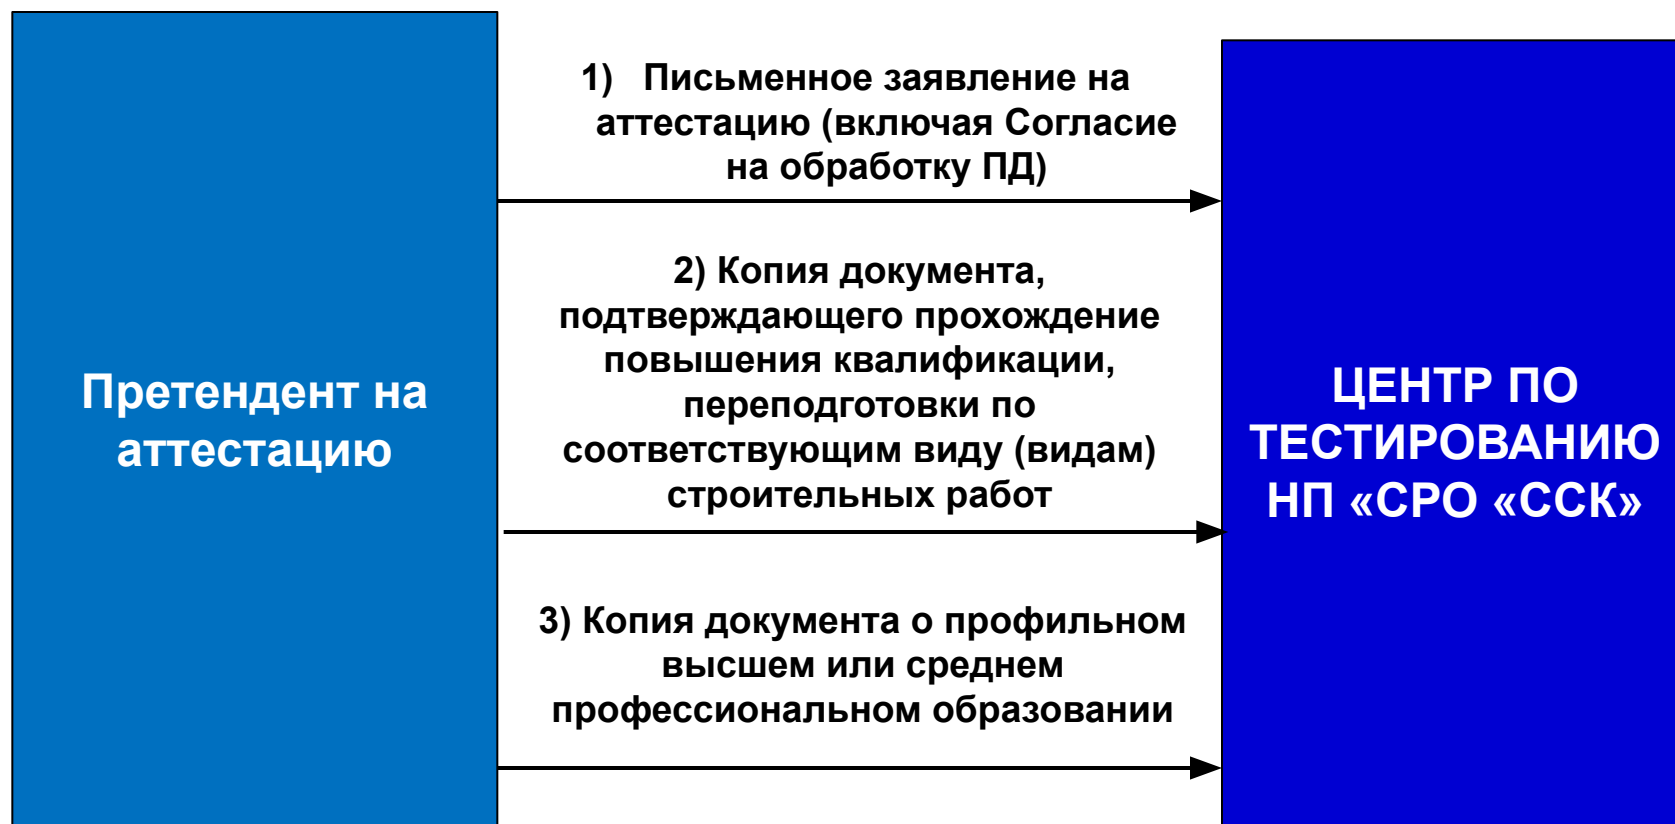 Претендент на
аттестацию
1) Письменное заявление на
аттестацию (включая Согласие
на обработку ПД)
2) Копия документа,
подтверждающего прохождение
повышения квалификации,
переподготовки по
соответствующим виду (видам)
строительных работ
3) Копия документа о профильном
высшем или среднем
профессиональном образовании
ЦЕНТР ПО
ТЕСТИРОВАНИЮ
НП «СРО «ССК»